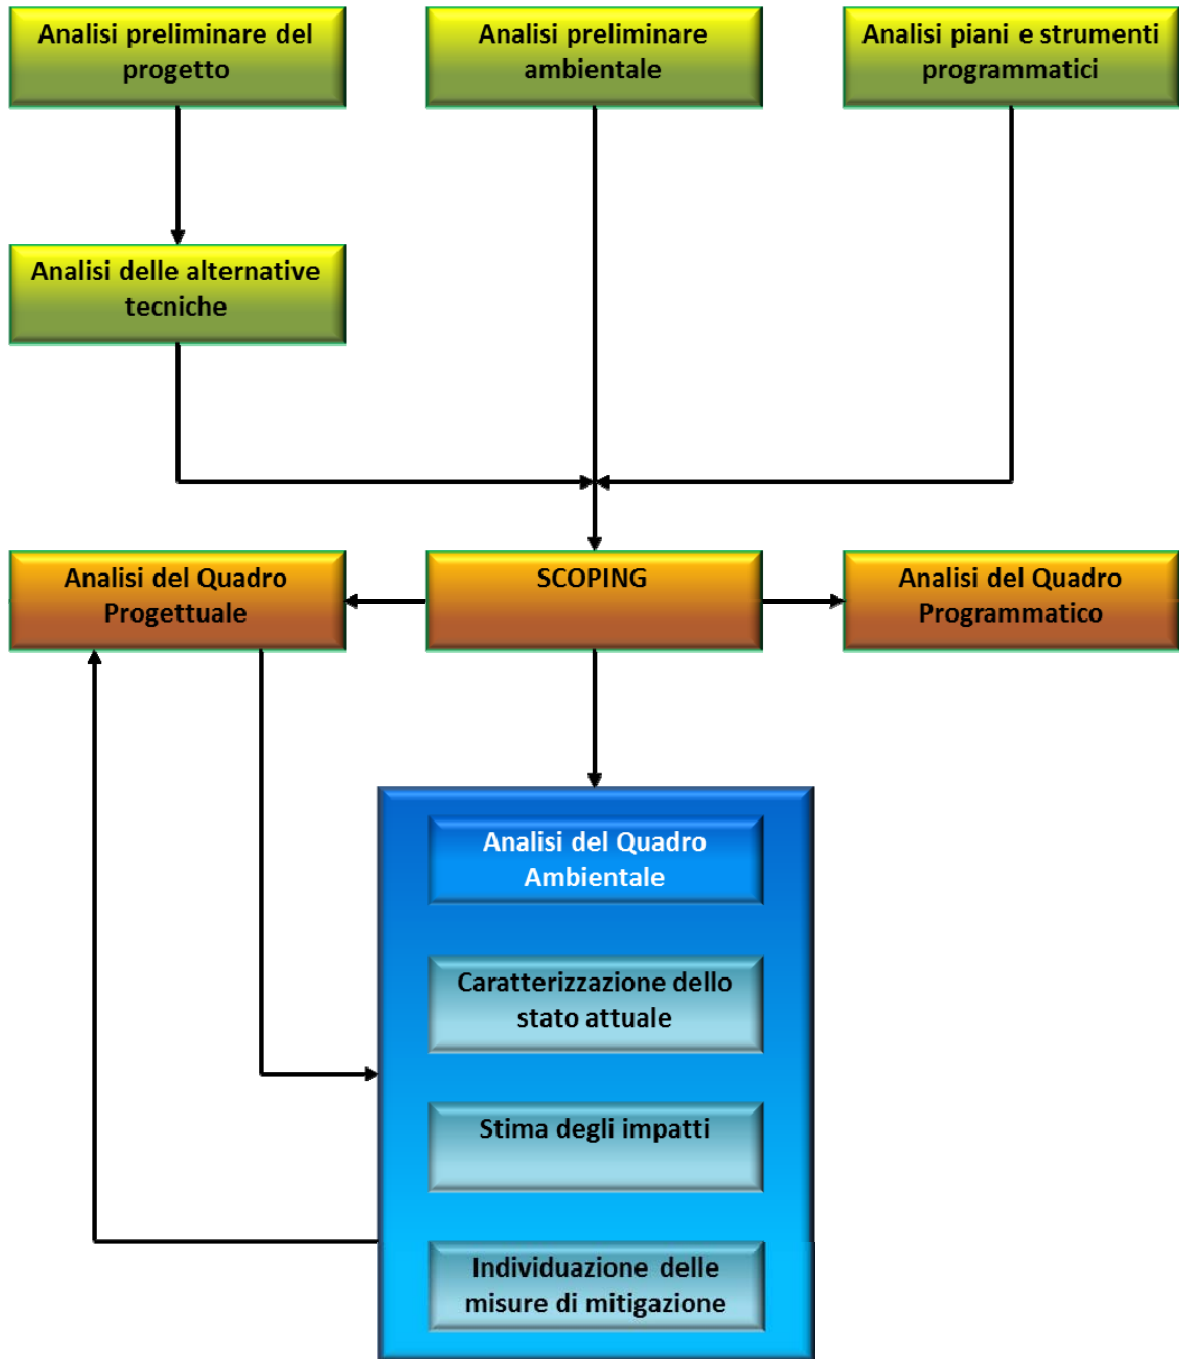 Analisi preliminare del
progetto
Analisi preliminare
ambientale
Analisi piani e strumenti
programmatici
Analisi delle alternative
tecniche
Analisi del Quadro
Progettuale
SCOPING
Analisi del Quadro
Programmatico
Analisi del Quadro
Ambientale
Caratterizzazione dello
stato attuale
Stima degli impatti
Individuazione delle
misure di mitigazione